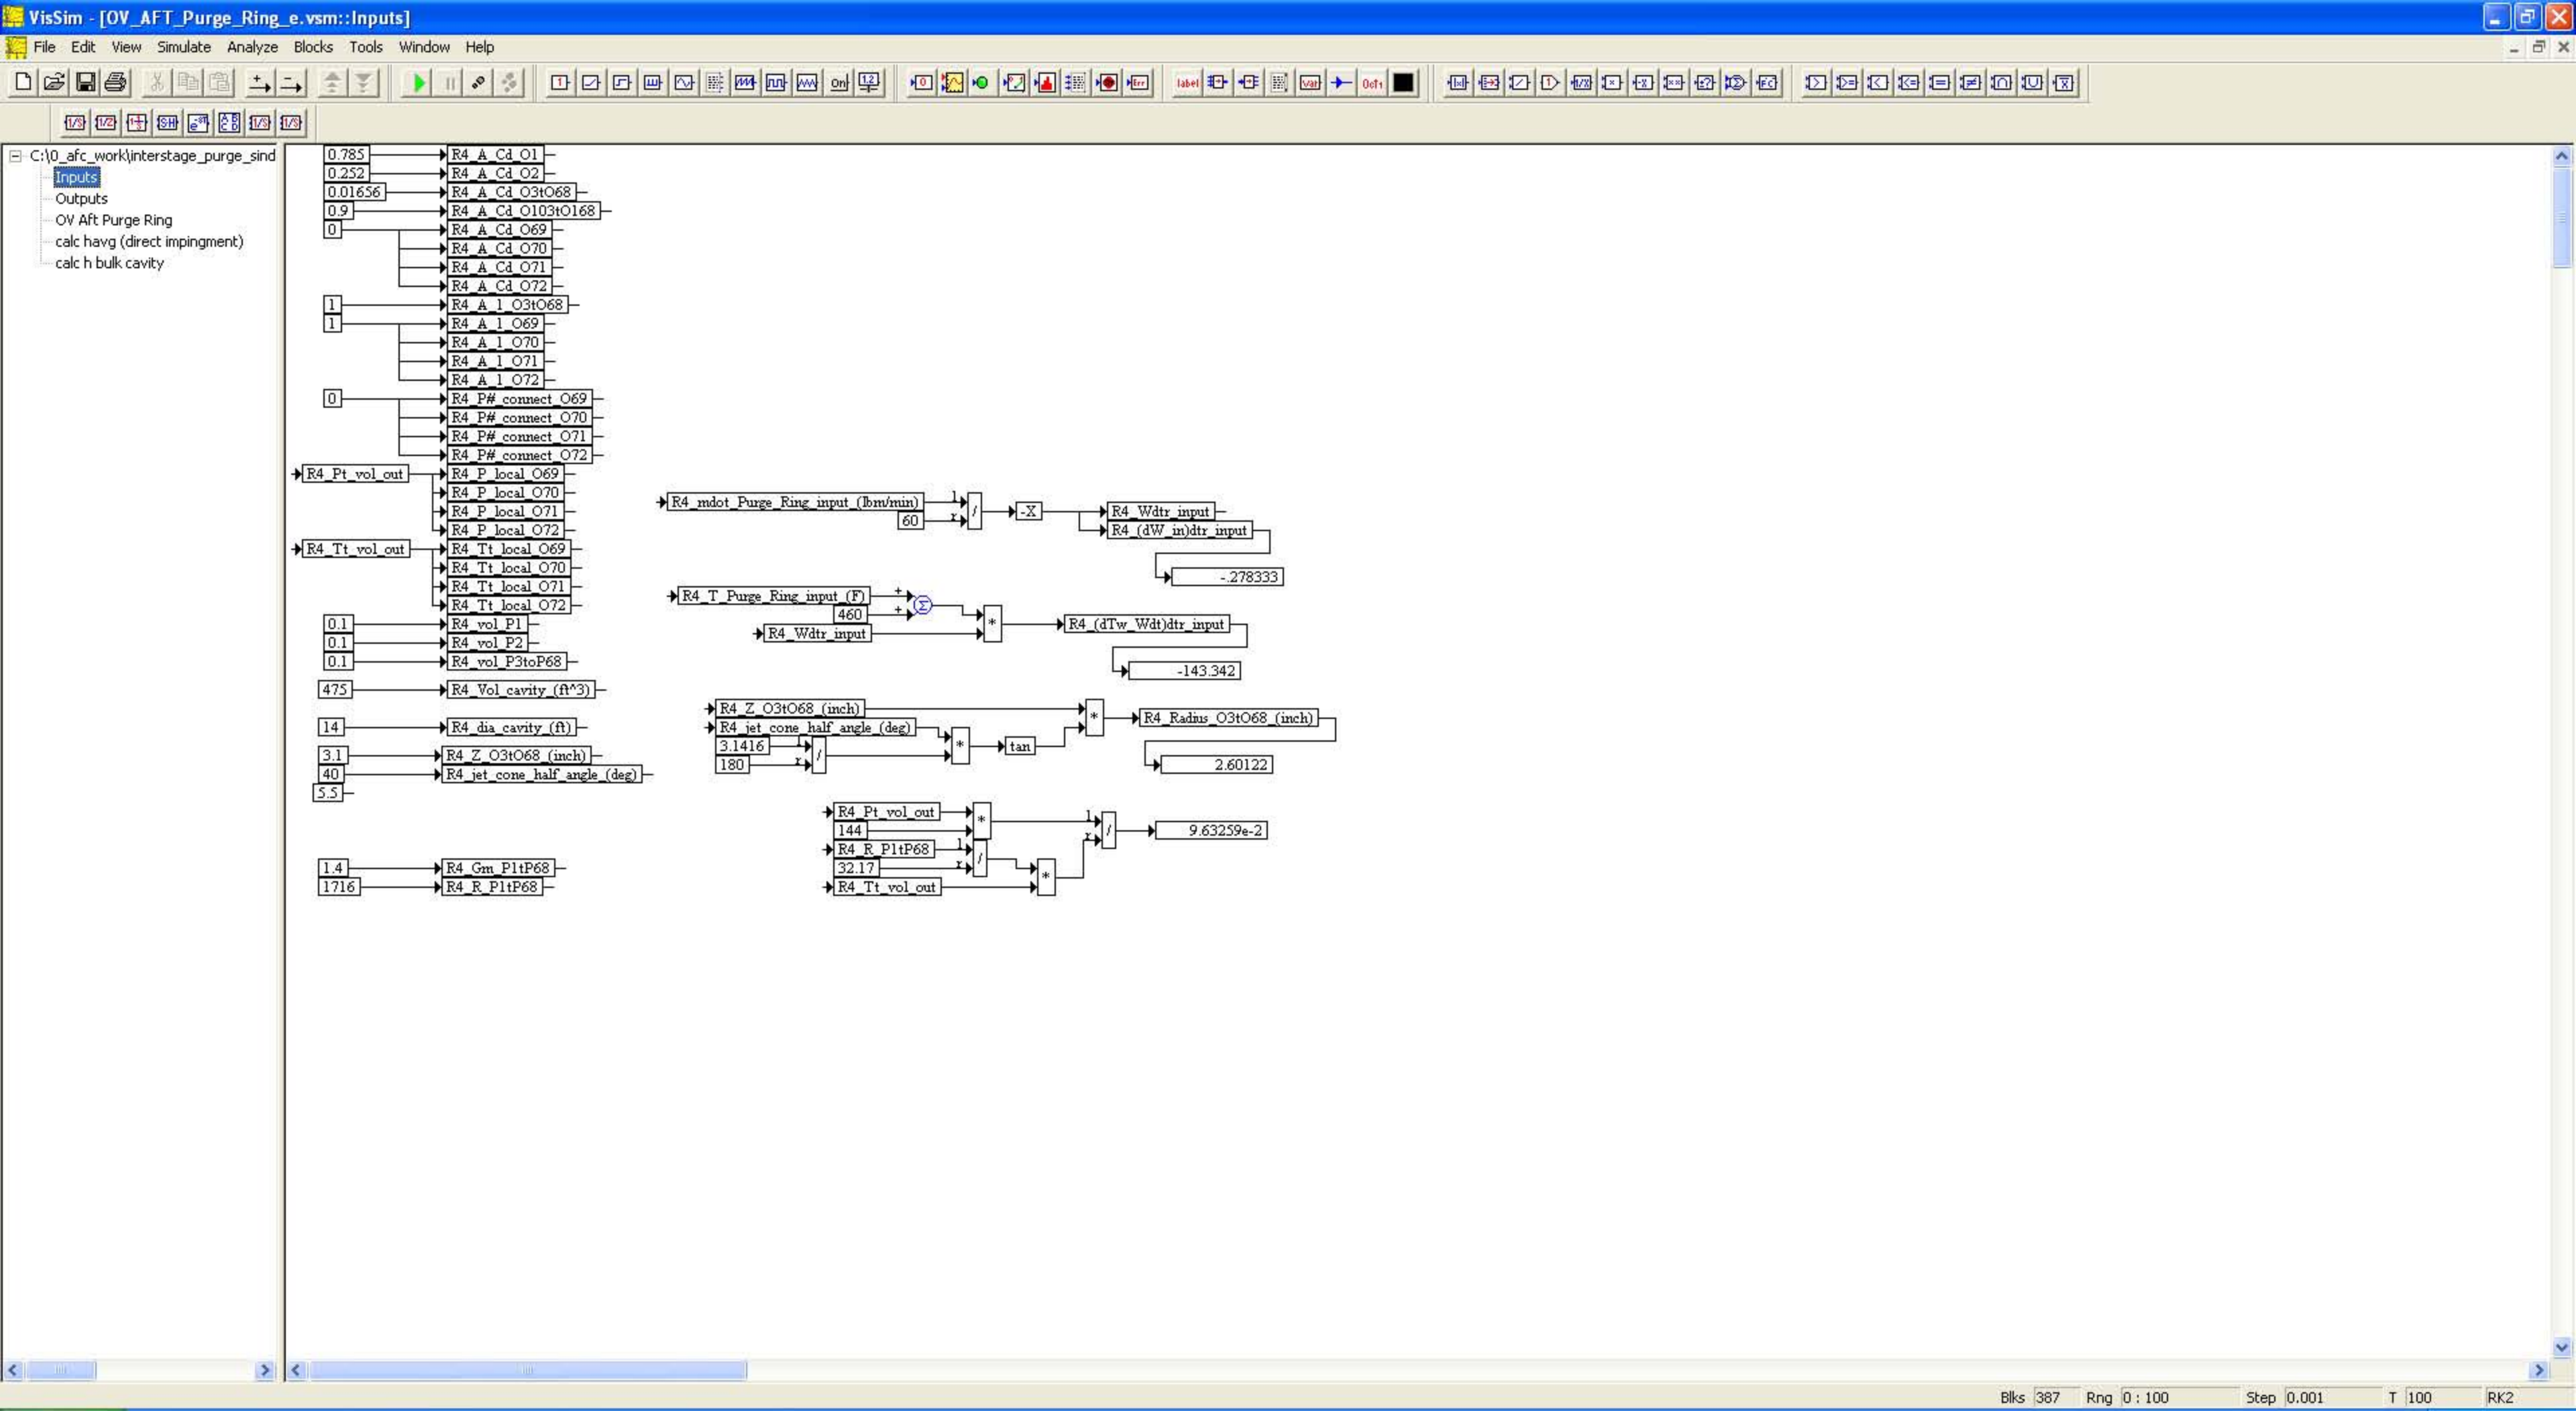 VisSim - [OV_AFT_Purge_Ring_e.vsm::Inputs]
File Edit View Simulate Analyze Blocks Tools Window Help
C:\0_afc_work\interstage_purge_sind
Inputs
Outputs
OV Aft Purge Ring
calc havg (direct impingment)
calc h bulk cavity
0.785 R4_A_Cd_O1
0.252 R4_A_Cd_O2
0.01656 R4_A_Cd_O3tO68
0.9 R4_A_Cd_O103tO168
0 R4_A_Cd_O69
R4_A_Cd_O70
R4_A_Cd_O71
R4_A_Cd_O72
1 R4_A_1_O3tO68
1 R4_A_1_O69
R4_A_1_O70
R4_A_1_O71
R4_A_1_O72
0 R4_P#_connect_O69
R4_P#_connect_O70
R4_P#_connect_O71
R4_P#_connect_O72
R4_Pt_vol_out R4_P_local_O69
R4_P_local_O70
R4_P_local_O71
R4_P_local_O72
R4_Tt_vol_out R4_Tt_local_O69
R4_Tt_local_O70
R4_Tt_local_O71
R4_Tt_local_O72
0.1 R4_vol_P1
0.1 R4_vol_P2
0.1 R4_vol_P3toP68
475 R4_Vol_cavity_(ft^3)
14 R4_dia_cavity_(ft)
3.1 R4_Z_O3tO68_(inch)
40 R4_jet_cone_half_angle_(deg)
5.5
1.4 R4_Gm_P1tP68
1716 R4_R_P1tP68
R4_mdot_Purge_Ring_input_(lbm/min) l / -X R4_Wdtr_input
60 r R4_(dW_in)dtr_input
-.278333
R4_T_Purge_Ring_input_(F) + Σ
460 + * R4_(dTw_Wdt)dtr_input
R4_Wdtr_input
-143.342
R4_Z_O3tO68_(inch) * R4_Radius_O3tO68_(inch)
R4_jet_cone_half_angle_(deg)
3.1416 l / * tan
180 r
2.60122
R4_Pt_vol_out *
144 l / 9.63259e-2
R4_R_P1tP68 l / r
32.17 r *
R4_Tt_vol_out
Blks 387 Rng 0 : 100 Step 0.001 T 100 RK2